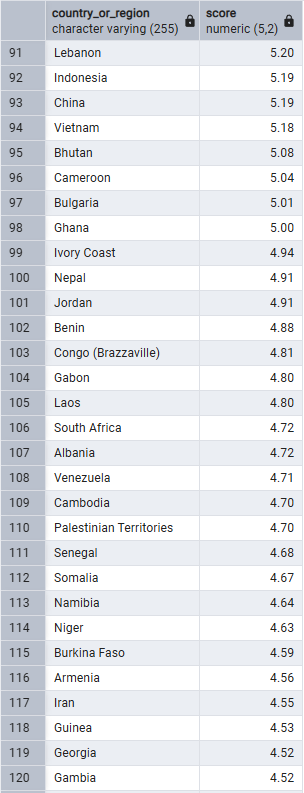 country_or_region score
character varying (255) numeric (5,2)
91 Lebanon 5.20
92 Indonesia 5.19
93 China 5.19
94 Vietnam 5.18
95 Bhutan 5.08
96 Cameroon 5.04
97 Bulgaria 5.01
98 Ghana 5.00
99 Ivory Coast 4.94
100 Nepal 4.91
101 Jordan 4.91
102 Benin 4.88
103 Congo (Brazzaville) 4.81
104 Gabon 4.80
105 Laos 4.80
106 South Africa 4.72
107 Albania 4.72
108 Venezuela 4.71
109 Cambodia 4.70
110 Palestinian Territories 4.70
111 Senegal 4.68
112 Somalia 4.67
113 Namibia 4.64
114 Niger 4.63
115 Burkina Faso 4.59
116 Armenia 4.56
117 Iran 4.55
118 Guinea 4.53
119 Georgia 4.52
120 Gambia 4.52